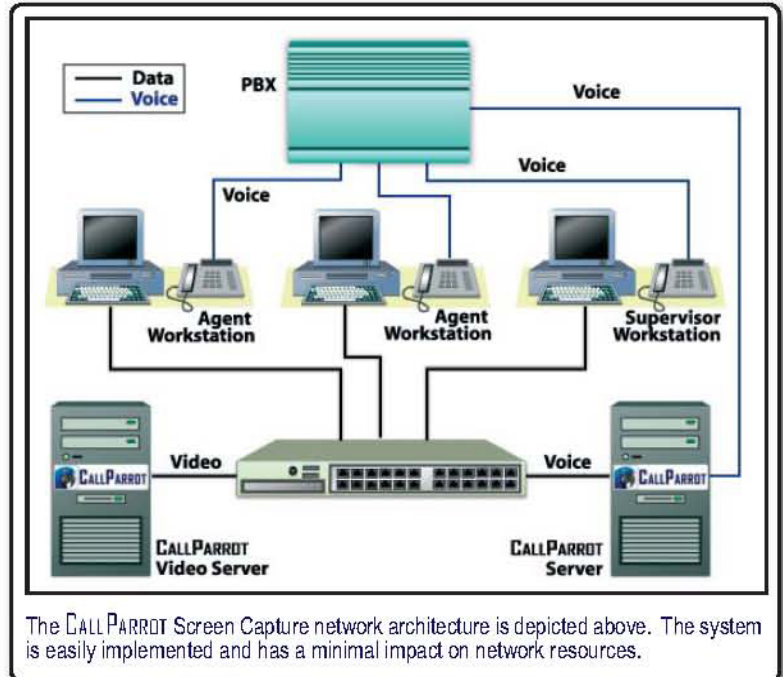 Data
Voice
PBX
Voice
Voice
Voice
Agent
Workstation
Agent
Workstation
Supervisor
Workstation
CALLPARROT
Video
Voice
CALLPARROT
CALLPARROT
Video Server
CALLPARROT
Server
The CALLPARROT Screen Capture network architecture is depicted above. The system
is easily implemented and has a minimal impact on network resources.